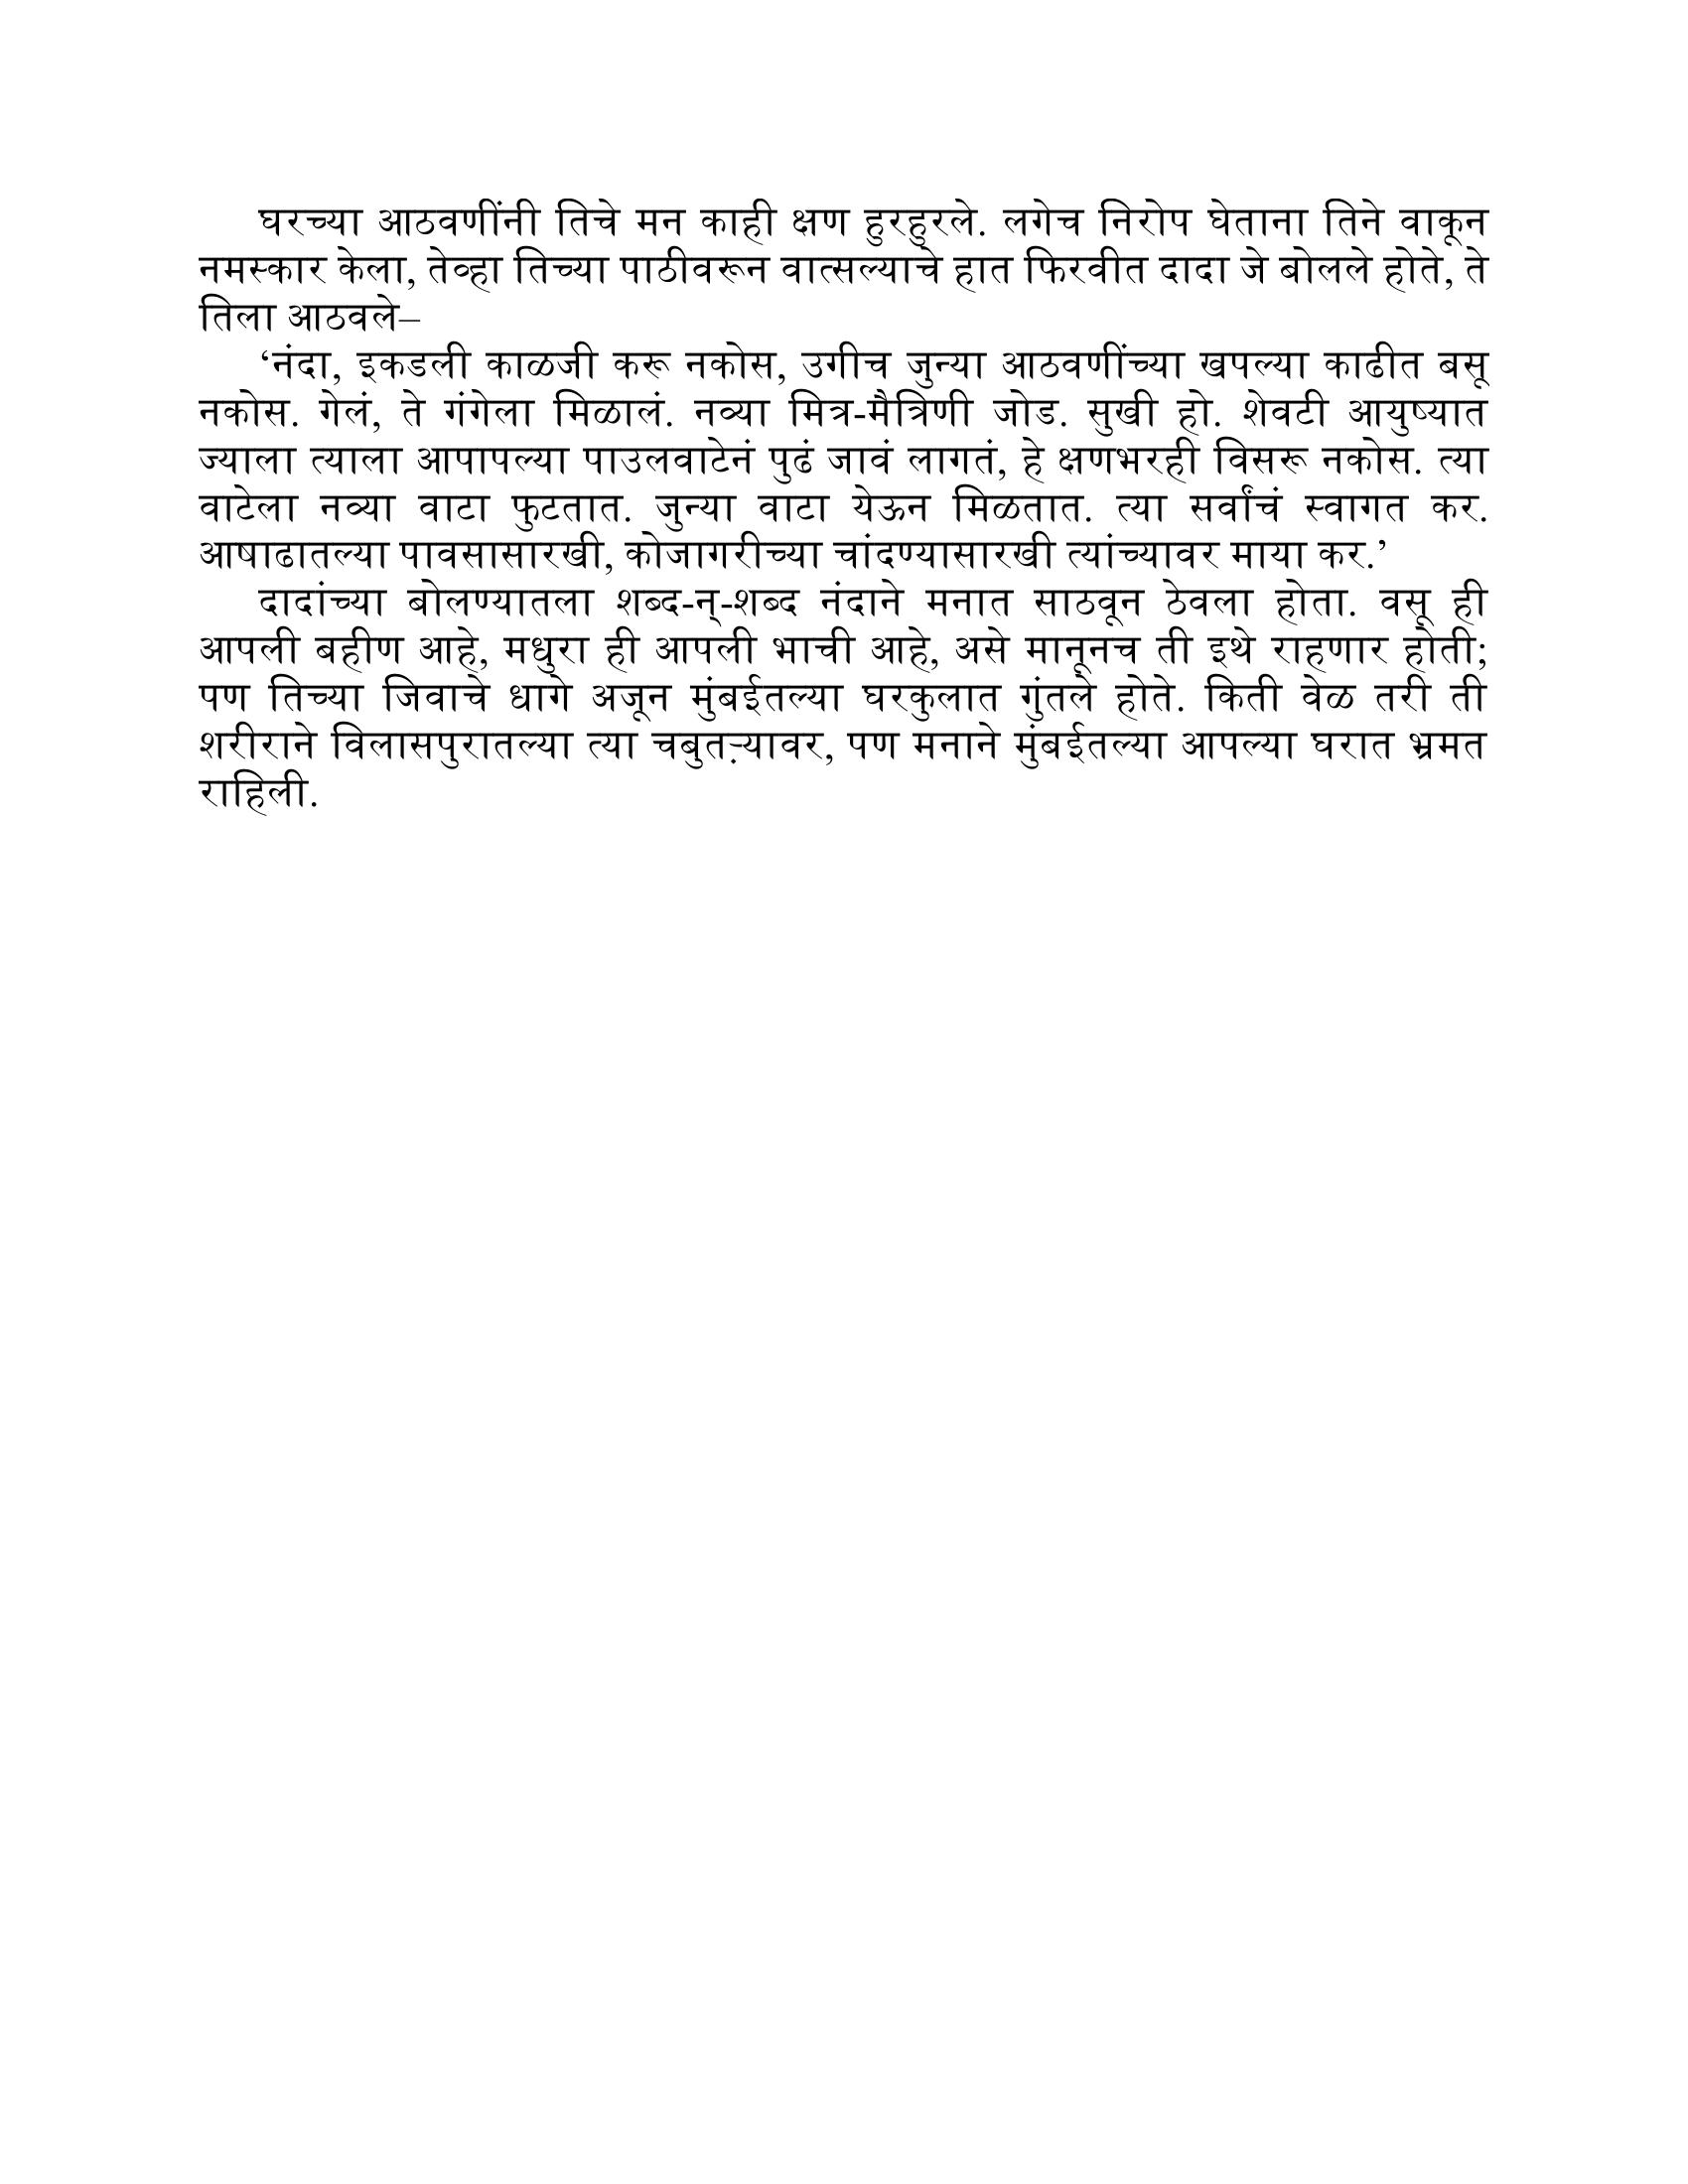 घरच्या आठवणींनी तिचे मन काही क्षण हुरहुरले. लगेच निरोप घेताना तिने वाकून
नमस्कार केला, तेव्हा तिच्या पाठीवरून वात्सल्याचे हात फिरवीत दादा जे बोलले होते, ते
तिला आठवले–
‘नंदा, इकडली काळजी करू नकोस, उगीच जुन्या आठवणींच्या खपल्या काढीत बसू
नकोस. गेलं, ते गंगेला मिळालं. नव्या मित्र-मैत्रिणी जोड. सुखी हो. शेवटी आयुष्यात
ज्याला त्याला आपापल्या पाउलवाटेनं पुढं जावं लागतं, हे क्षणभरही विसरू नकोस. त्या
वाटेला नव्या वाटा फुटतात. जुन्या वाटा येऊन मिळतात. त्या सर्वांचं स्वागत कर.
आषाढातल्या पावसासारखी, कोजागरीच्या चांदण्यासारखी त्यांच्यावर माया कर.’
दादांच्या बोलण्यातला शब्द-न्-शब्द नंदाने मनात साठवून ठेवला होता. वसू ही
आपली बहीण आहे, मधुरा ही आपली भाची आहे, असे मानूनच ती इथे राहणार होती;
पण तिच्या जिवाचे धागे अजून मुंबईतल्या घरकुलात गुंतले होते. किती वेळ तरी ती
शरीराने विलासपुरातल्या त्या चबुतऱ्यावर, पण मनाने मुंबईतल्या आपल्या घरात भ्रमत
राहिली.